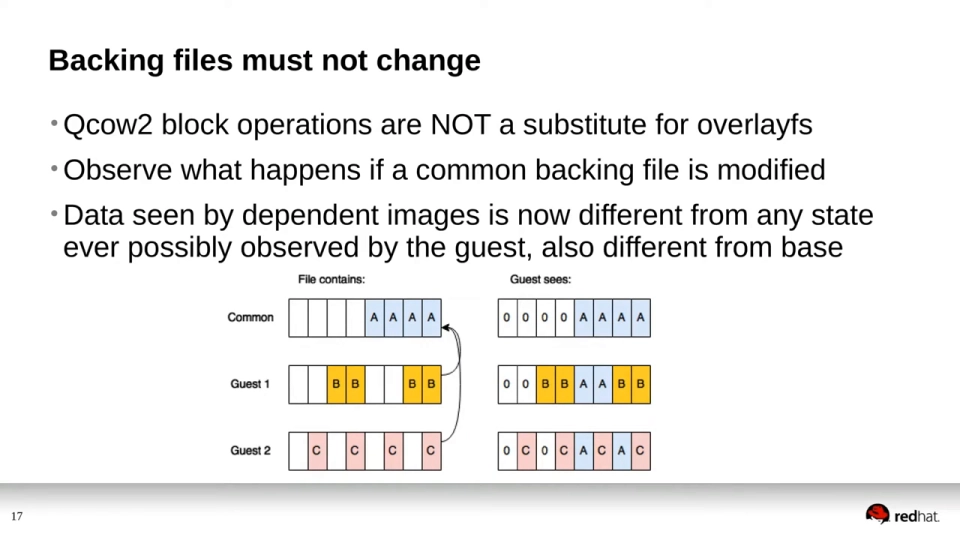 Backing files must not change
•Qcow2 block operations are NOT a substitute for overlayfs
•Observe what happens if a common backing file is modified
•Data seen by dependent images is now different from any state
ever possibly observed by the guest, also different from base
File contains: Guest sees:
Common A A A A 0 0 0 0 A A A A
Guest 1 B B B B 0 0 B B A A B B
Guest 2 C C C C 0 C 0 C A C A C
17 redhat.